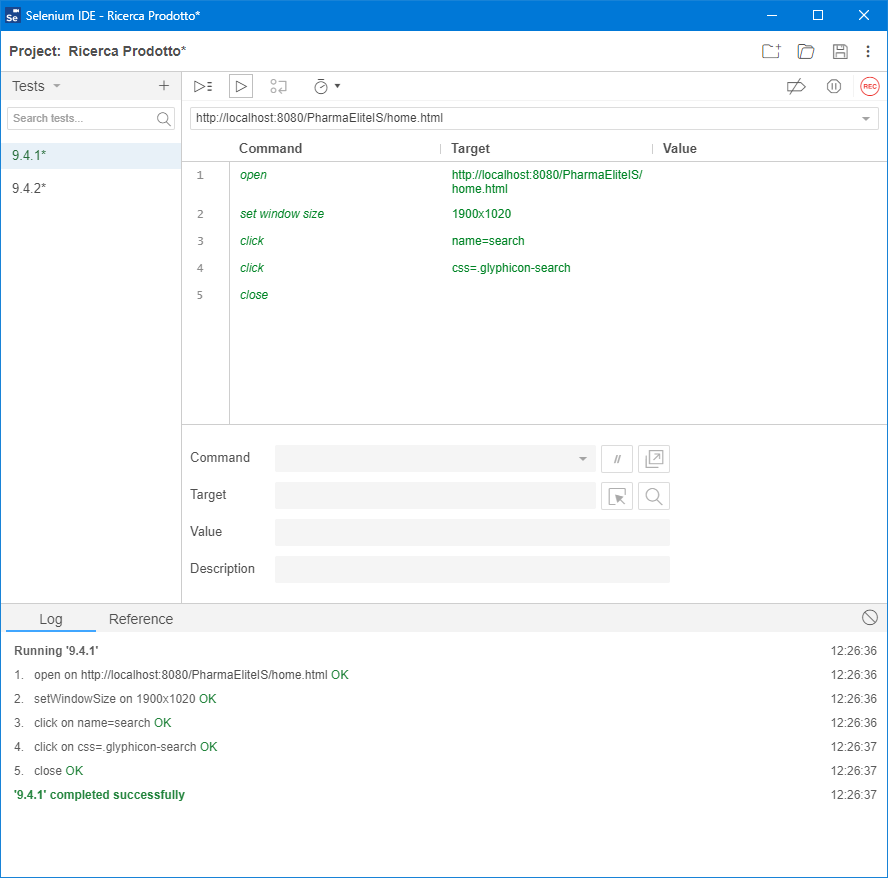 Selenium IDE - Ricerca Prodotto*
Project: Ricerca Prodotto*
Tests
REC
Search tests...
http://localhost:8080/PharmaEliteIS/home.html
9.4.1*
9.4.2*
Command Target Value
1 open http://localhost:8080/PharmaEliteIS/
home.html
2 set window size 1900x1020
3 click name=search
4 click css=.glyphicon-search
5 close
Command //
Target
Value
Description
Log Reference
Running '9.4.1' 12:26:36
1. open on http://localhost:8080/PharmaEliteIS/home.html OK 12:26:36
2. setWindowSize on 1900x1020 OK 12:26:36
3. click on name=search OK 12:26:36
4. click on css=.glyphicon-search OK 12:26:37
5. close OK 12:26:37
'9.4.1' completed successfully 12:26:37